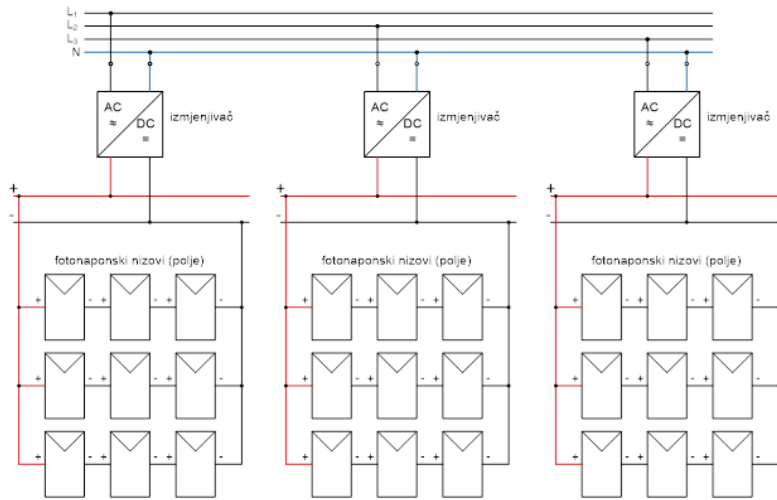 L₁
L₂
L₃
N
AC
≈
DC
=
izmjenjivač
AC
≈
DC
=
izmjenjivač
AC
≈
DC
=
izmjenjivač
+
-
+
-
+
-
fotonaponski nizovi (polje)
fotonaponski nizovi (polje)
fotonaponski nizovi (polje)
+ - + - + -
+ - + - + -
+ - + - + -
+ - + - + -
+ - + - + -
+ - + - + -
+ - + - + -
+ - + - + -
+ - + - + -